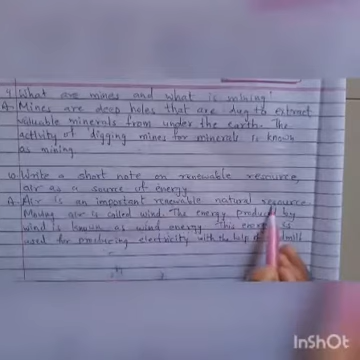 4. What are mines and what is mining?
A. Mines are deep holes that are dug to extract
valuable minerals from under the earth. The
activity of digging mines for minerals is known
as mining.
Q. Write a short note on renewable resource,
air as a source of energy
A. Air is an important renewable natural resource
Moving air is called wind. The energy produced by
wind is known as wind energy. This energy is
used for producing electricity with the help
InShOt